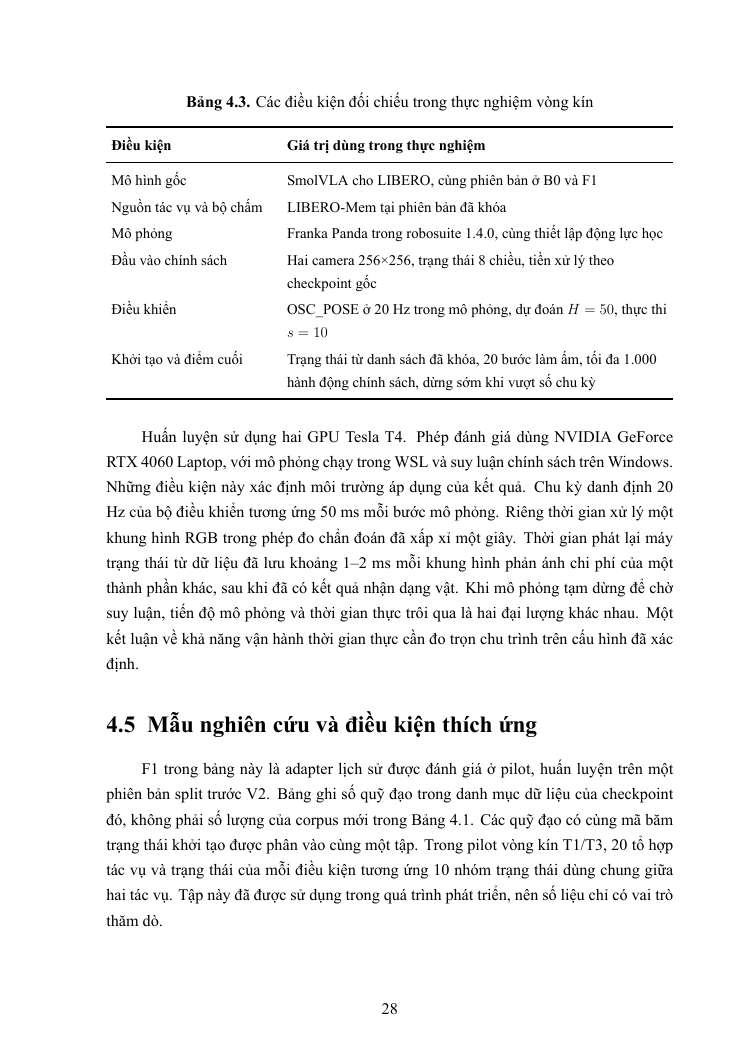 Bảng 4.3. Các điều kiện đối chiếu trong thực nghiệm vòng kín
Điều kiện Giá trị dùng trong thực nghiệm
Mô hình gốc SmolVLA cho LIBERO, cùng phiên bản ở B0 và F1
Nguồn tác vụ và bộ chấm LIBERO-Mem tại phiên bản đã khóa
Mô phỏng Franka Panda trong robosuite 1.4.0, cùng thiết lập động lực học
Đầu vào chính sách Hai camera 256×256, trạng thái 8 chiều, tiền xử lý theo
checkpoint gốc
Điều khiển OSC_POSE ở 20 Hz trong mô phỏng, dự đoán H = 50, thực thi
s = 10
Khởi tạo và điểm cuối Trạng thái từ danh sách đã khóa, 20 bước làm ấm, tối đa 1.000
hành động chính sách, dừng sớm khi vượt số chu kỳ
Huấn luyện sử dụng hai GPU Tesla T4. Phép đánh giá dùng NVIDIA GeForce
RTX 4060 Laptop, với mô phỏng chạy trong WSL và suy luận chính sách trên Windows.
Những điều kiện này xác định môi trường áp dụng của kết quả. Chu kỳ danh định 20
Hz của bộ điều khiển tương ứng 50 ms mỗi bước mô phỏng. Riêng thời gian xử lý một
khung hình RGB trong phép đo chẩn đoán đã xấp xỉ một giây. Thời gian phát lại máy
trạng thái từ dữ liệu đã lưu khoảng 1–2 ms mỗi khung hình phản ánh chi phí của một
thành phần khác, sau khi đã có kết quả nhận dạng vật. Khi mô phỏng tạm dừng để chờ
suy luận, tiến độ mô phỏng và thời gian thực trôi qua là hai đại lượng khác nhau. Một
kết luận về khả năng vận hành thời gian thực cần đo trọn chu trình trên cấu hình đã xác
định.
4.5 Mẫu nghiên cứu và điều kiện thích ứng
F1 trong bảng này là adapter lịch sử được đánh giá ở pilot, huấn luyện trên một
phiên bản split trước V2. Bảng ghi số quỹ đạo trong danh mục dữ liệu của checkpoint
đó, không phải số lượng của corpus mới trong Bảng 4.1. Các quỹ đạo có cùng mã băm
trạng thái khởi tạo được phân vào cùng một tập. Trong pilot vòng kín T1/T3, 20 tổ hợp
tác vụ và trạng thái của mỗi điều kiện tương ứng 10 nhóm trạng thái dùng chung giữa
hai tác vụ. Tập này đã được sử dụng trong quá trình phát triển, nên số liệu chỉ có vai trò
thăm dò.
28